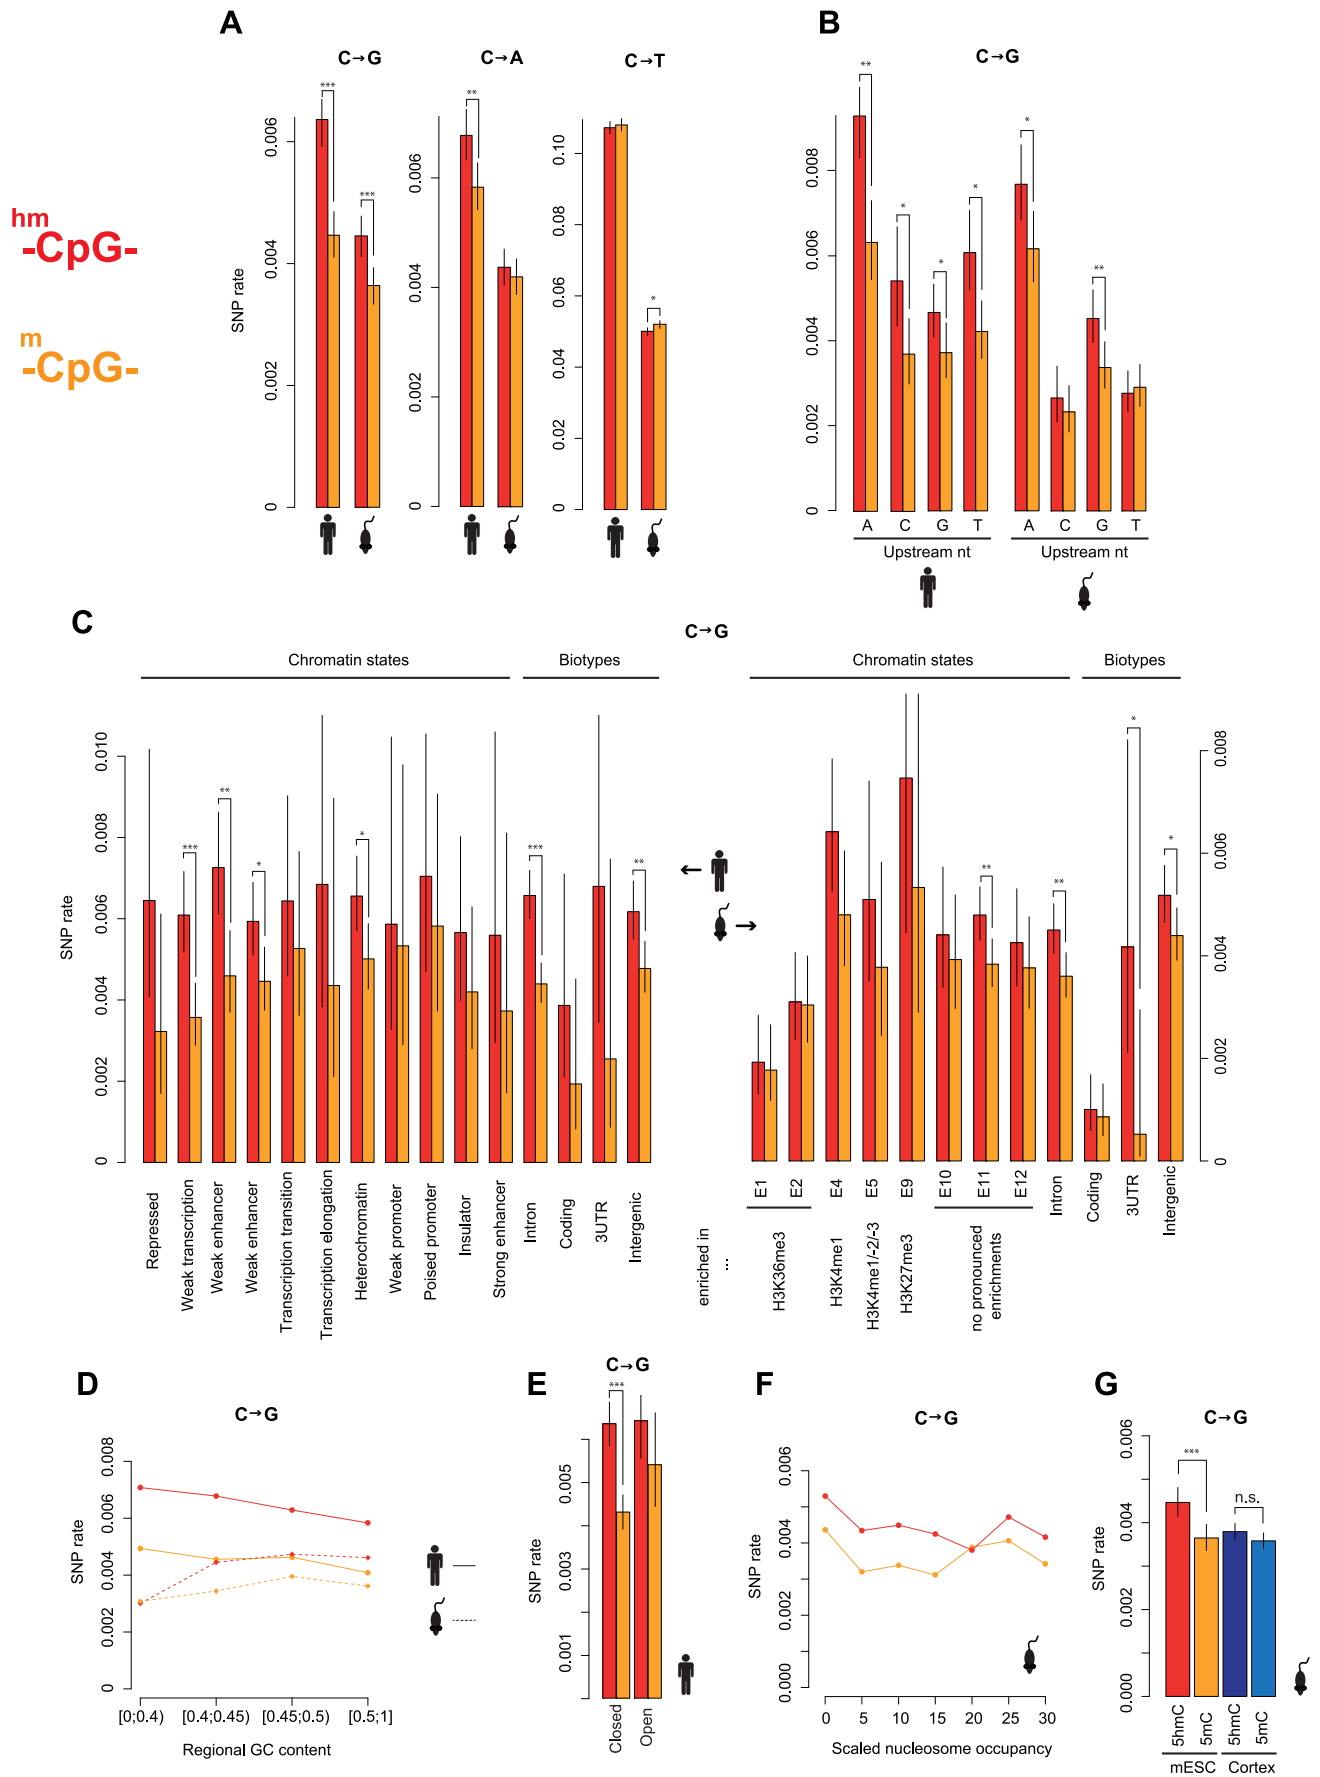 A
C→G
C→A
C→T
B
C→G
hm
-CpG-
m
-CpG-
SNP rate
0
0.002
0.004
0.006
***
***
0
0.002
0.004
0.006
**
0
0.02
0.04
0.06
0.08
0.10
*
0
0.002
0.004
0.006
0.008
**
*
*
*
*
**
A C G T
Upstream nt
A C G T
Upstream nt
C
C→G
Chromatin states
Biotypes
Chromatin states
Biotypes
SNP rate
0
0.002
0.004
0.006
0.008
0.010
***
**
*
*
***
**
**
**
*
*
0
0.002
0.004
0.006
0.008
Repressed
Weak transcription
Weak enhancer
Weak enhancer
Transcription transition
Transcription elongation
Heterochromatin
Weak promoter
Poised promoter
Insulator
Strong enhancer
Intron
Coding
3UTR
Intergenic
enriched in
...
E1
E2
H3K36me3
E4
H3K4me1
E5
H3K4me1/-2/-3
E9
H3K27me3
E10
E11
E12
no pronounced
enrichments
Intron
Coding
3UTR
Intergenic
D
C→G
SNP rate
0
0.002
0.004
0.006
0.008
[0;0.4)
[0.4;0.45)
[0.45;0.5)
[0.5;1]
Regional GC content
E
C→G
***
SNP rate
0.001
0.003
0.005
Closed
Open
F
C→G
SNP rate
0.000
0.002
0.004
0.006
0 5 10 15 20 25 30
Scaled nucleosome occupancy
G
C→G
SNP rate
0.000
0.002
0.004
0.006
***
n.s.
5hmC
5mC
5hmC
5mC
mESC
Cortex